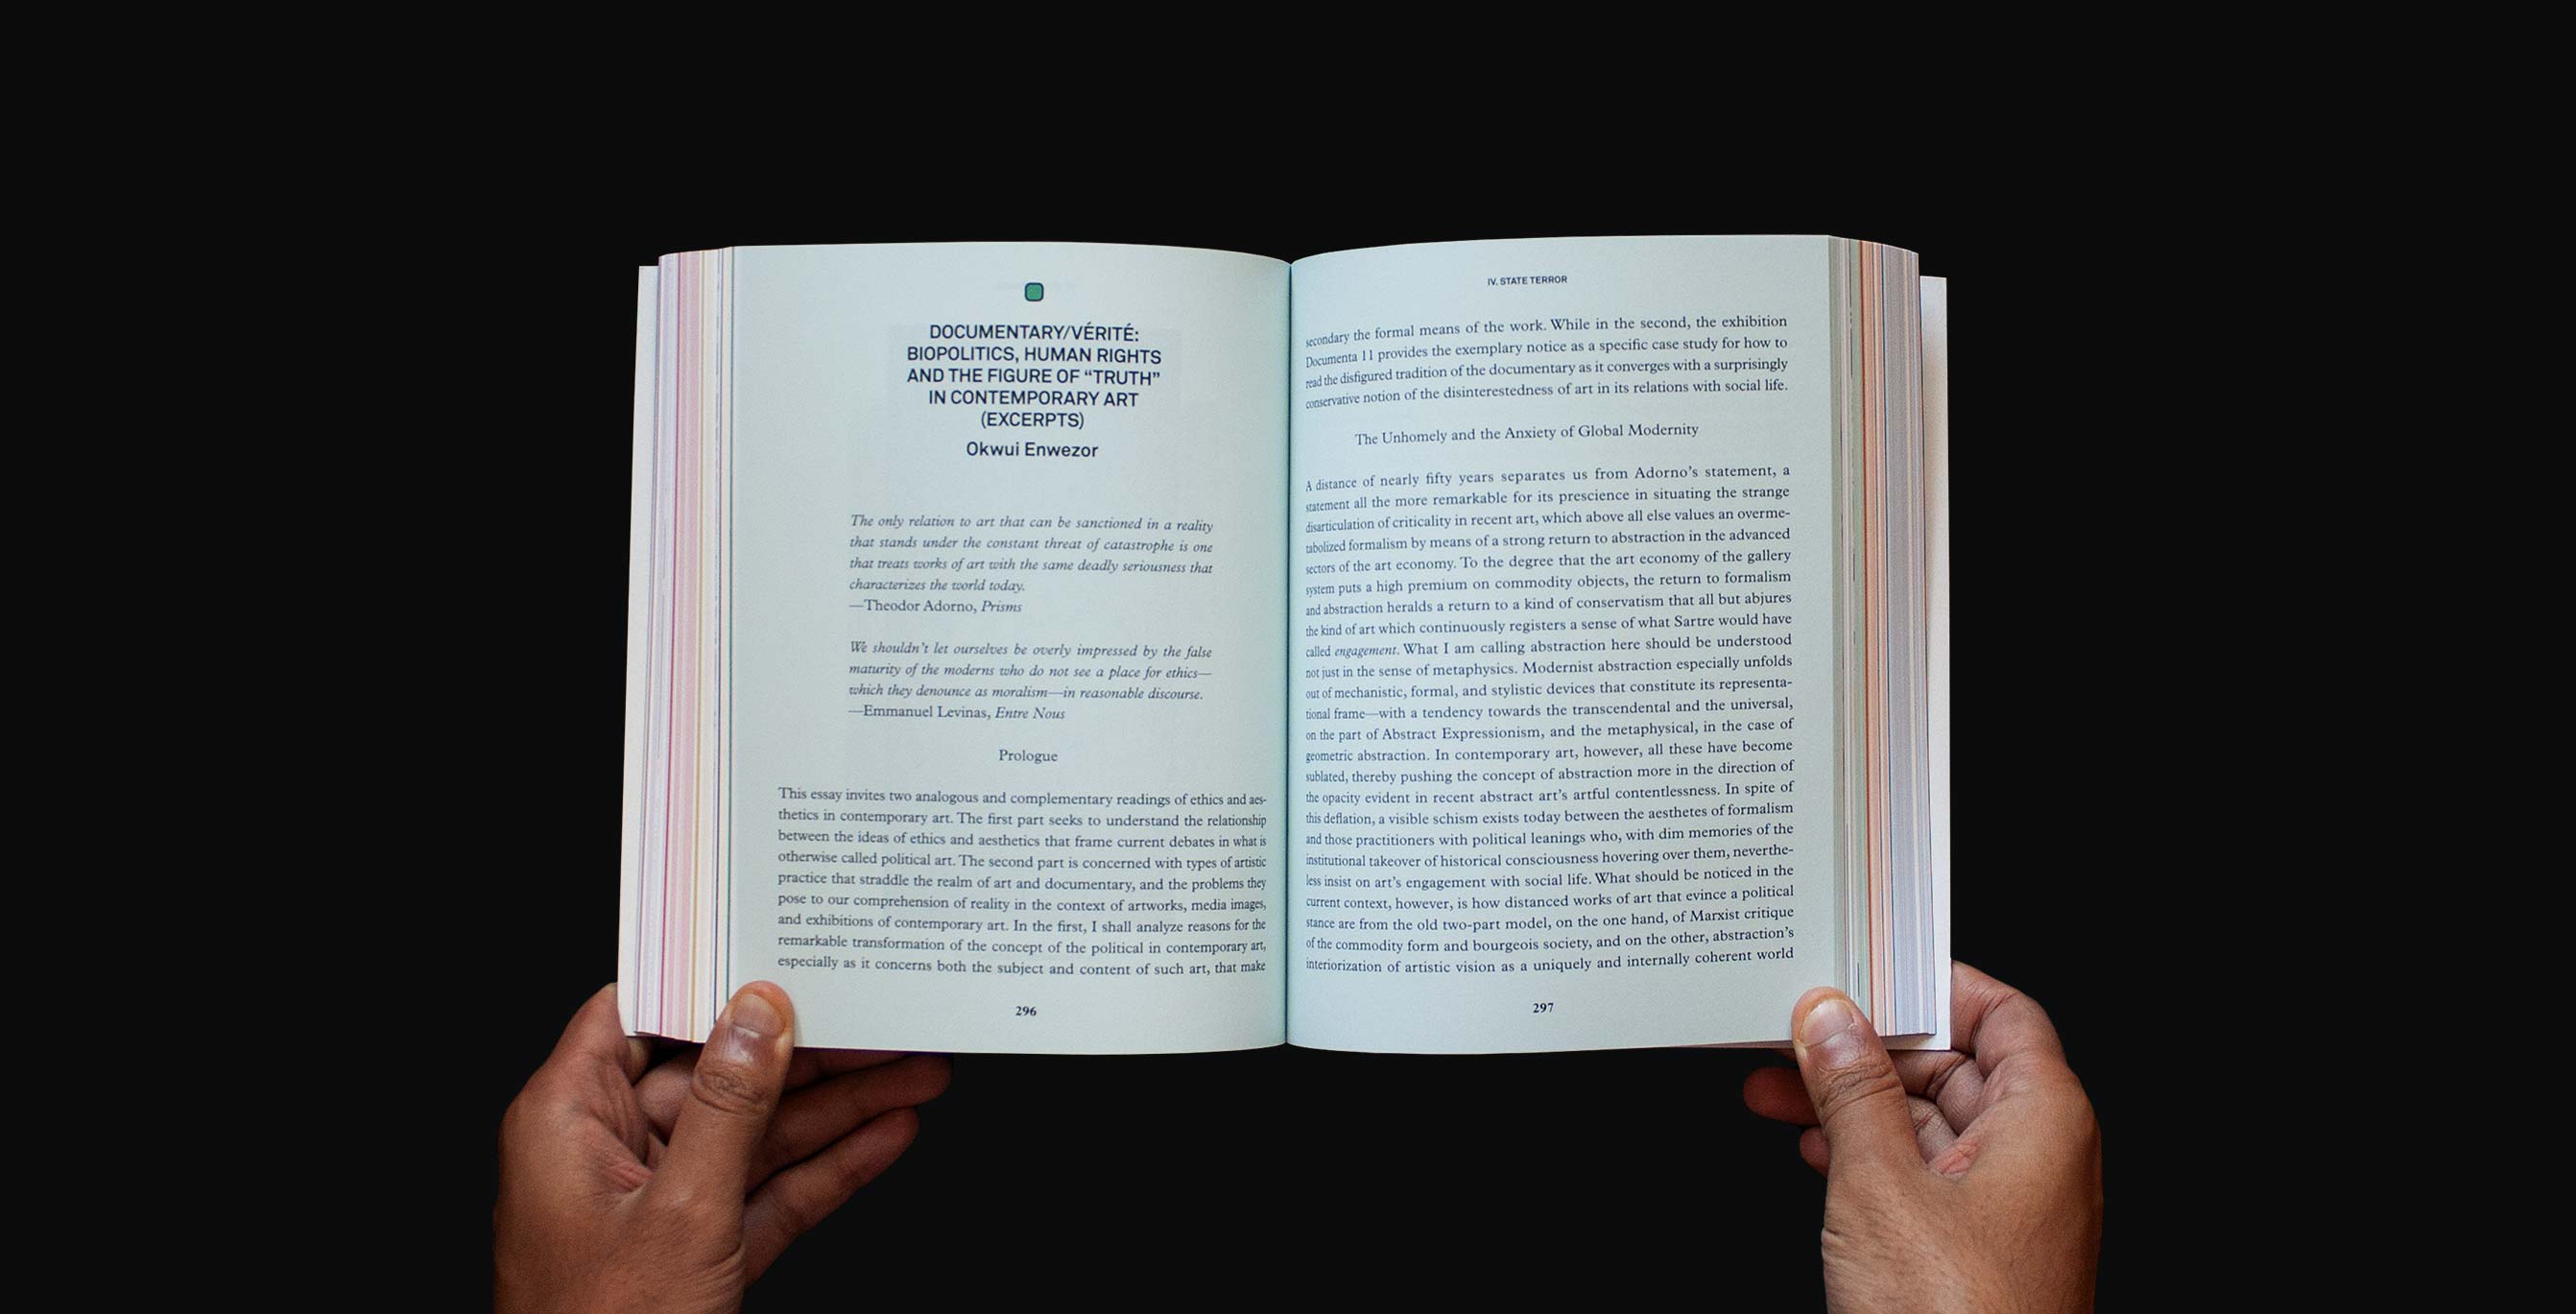 DOCUMENTARY/VÉRITÉ:
BIOPOLITICS, HUMAN RIGHTS
AND THE FIGURE OF “TRUTH”
IN CONTEMPORARY ART
(EXCERPTS)
Okwui Enwezor
The only relation to art that can be sanctioned in a reality
that stands under the constant threat of catastrophe is one
that treats works of art with the same deadly seriousness that
characterizes the world today.
—Theodor Adorno, Prisms
We shouldn’t let ourselves be overly impressed by the false
maturity of the moderns who do not see a place for ethics—
which they denounce as moralism—in reasonable discourse.
—Emmanuel Levinas, Entre Nous
Prologue
This essay invites two analogous and complementary readings of ethics and aes-
thetics in contemporary art. The first part seeks to understand the relationship
between the ideas of ethics and aesthetics that frame current debates in what is
otherwise called political art. The second part is concerned with types of artistic
practice that straddle the realm of art and documentary, and the problems they
pose to our comprehension of reality in the context of artworks, media images,
and exhibitions of contemporary art. In the first, I shall analyze reasons for the
remarkable transformation of the concept of the political in contemporary art,
especially as it concerns both the subject and content of such art, that make
296
IV. STATE TERROR
secondary the formal means of the work. While in the second, the exhibition
Documenta 11 provides the exemplary notice as a specific case study for how to
read the disfigured tradition of the documentary as it converges with a surprisingly
conservative notion of the disinterestedness of art in its relations with social life.
The Unhomely and the Anxiety of Global Modernity
A distance of nearly fifty years separates us from Adorno’s statement, a
statement all the more remarkable for its prescience in situating the strange
disarticulation of criticality in recent art, which above all else values an overme-
tabolized formalism by means of a strong return to abstraction in the advanced
sectors of the art economy. To the degree that the art economy of the gallery
system puts a high premium on commodity objects, the return to formalism
and abstraction heralds a return to a kind of conservatism that all but abjures
the kind of art which continuously registers a sense of what Sartre would have
called engagement. What I am calling abstraction here should be understood
not just in the sense of metaphysics. Modernist abstraction especially unfolds
out of mechanistic, formal, and stylistic devices that constitute its representa-
tional frame—with a tendency towards the transcendental and the universal,
on the part of Abstract Expressionism, and the metaphysical, in the case of
geometric abstraction. In contemporary art, however, all these have become
sublated, thereby pushing the concept of abstraction more in the direction of
the opacity evident in recent abstract art’s artful contentlessness. In spite of
this deflation, a visible schism exists today between the aesthetes of formalism
and those practitioners with political leanings who, with dim memories of the
institutional takeover of historical consciousness hovering over them, neverthe-
less insist on art’s engagement with social life. What should be noticed in the
current context, however, is how distanced works of art that evince a political
stance are from the old two-part model, on the one hand, of Marxist critique
of the commodity form and bourgeois society, and on the other, abstraction’s
interiorization of artistic vision as a uniquely and internally coherent world
297